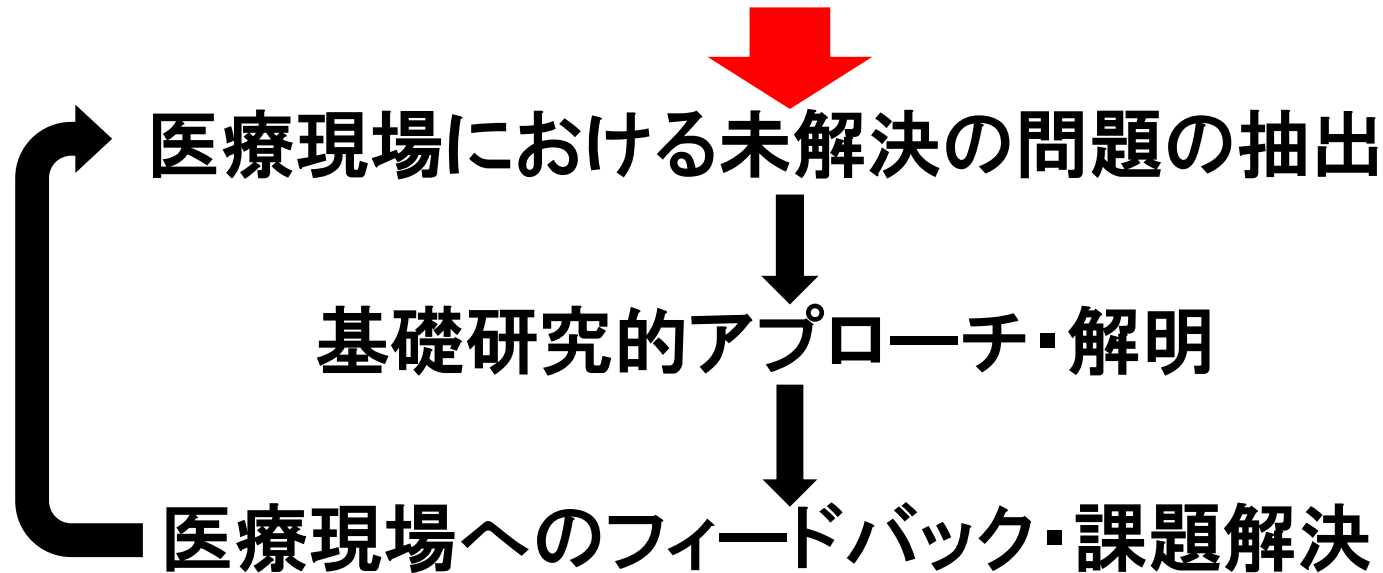 医療現場における未解決の問題の抽出
基礎研究的アプローチ・解明
医療現場へのフィードバック・課題解決